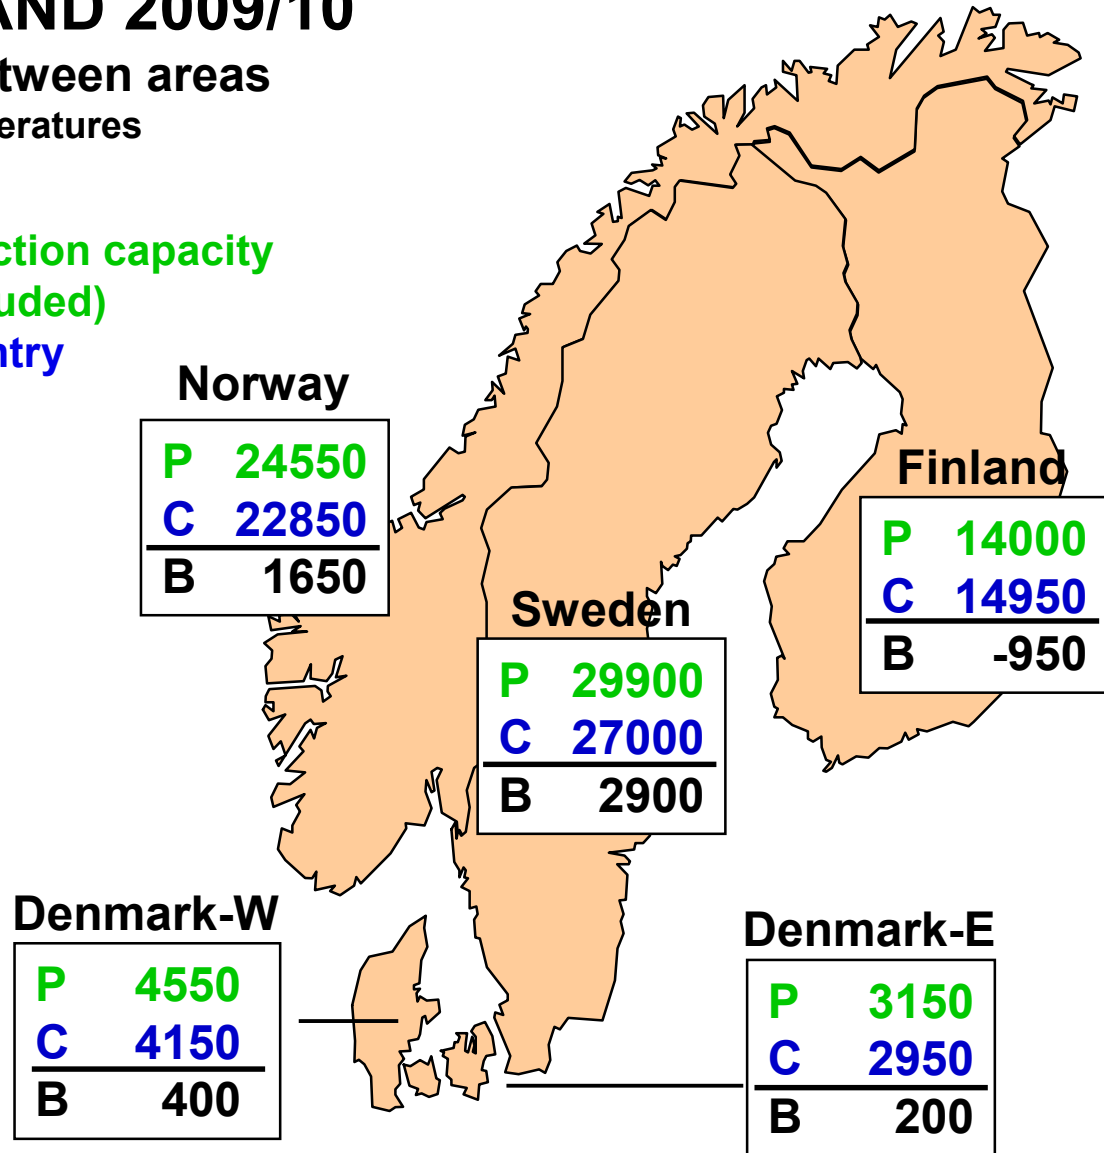 AND 2009/10
tween areas
eratures
ction capacity
uded)
ntry
Norway
P 24550
C 22850
B 1650
Finland
P 14000
C 14950
B -950
Sweden
P 29900
C 27000
B 2900
Denmark-W
P 4550
C 4150
B 400
Denmark-E
P 3150
C 2950
B 200